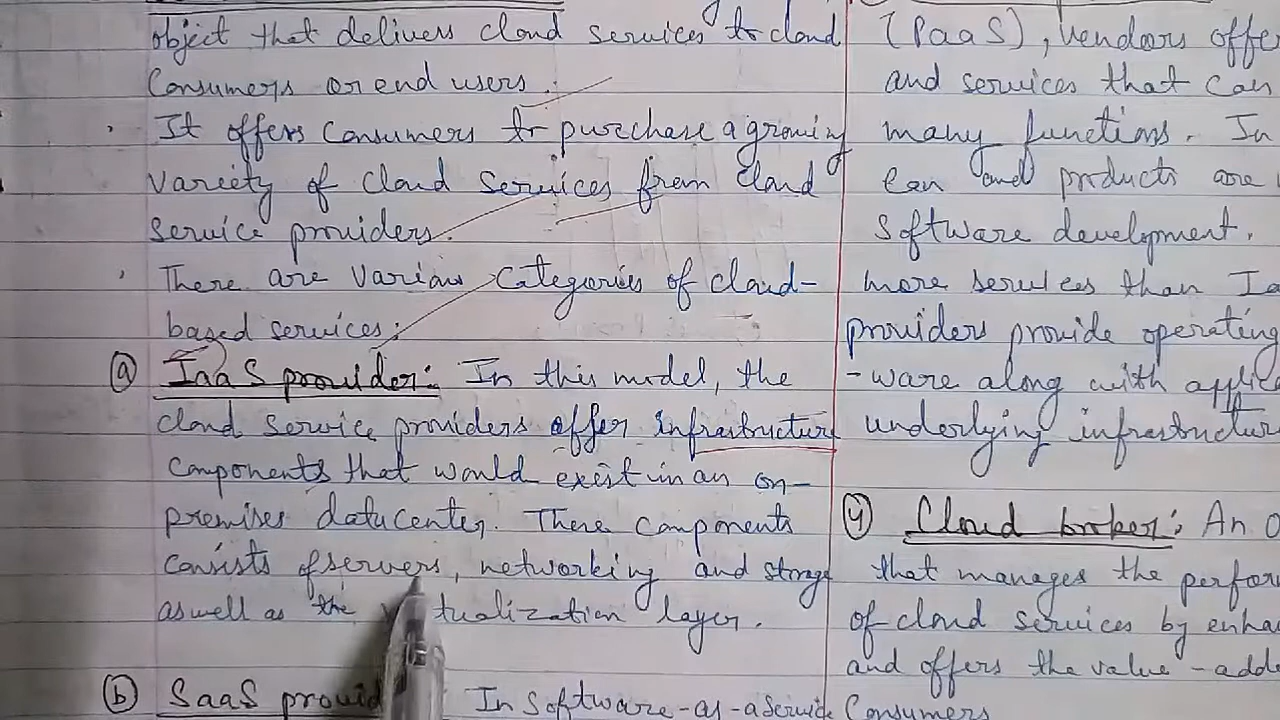 object that delivers cloud services to cloud
Consumers or end users.
It offers consumers to purchase a growing
variety of cloud services from cloud
service providers.
There are various categories of cloud-
based services:
(a) IaaS provider: In this model, the
cloud service providers offer infrastructure
components that would exist in an on-
premises datacenter. These components
consists of servers, networking and storage
as well as the tualization layer.
(b) SaaS provid In Software-as-a service
(PaaS), vendors offe
and services that can
many functions. In
can and products are
software development.
more services than Ia
providers provide operating
-ware along with applic
underlying infrastructur
(4) Cloud broker: An o
that manages the perfor
of cloud services by enha
and offers the value-add
Consumers